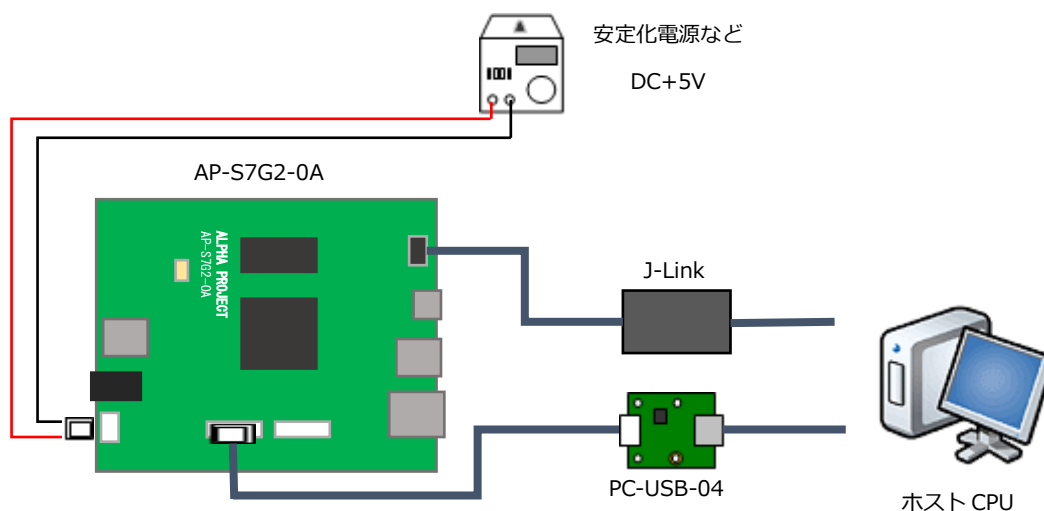 安定化電源など
DC+5V
AP-S7G2-0A
ALPHA PROJECT
AP-S7G2-0A
J-Link
PC-USB-04
ホスト CPU